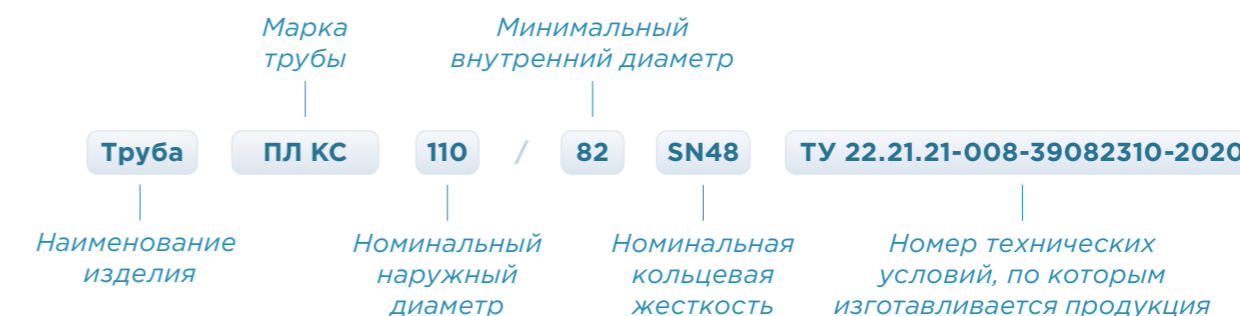 Марка
трубы
Минимальный
внутренний диаметр
Труба ПЛ КС 110 / 82 SN48 ТУ 22.21.21-008-39082310-2020
Наименование
изделия
Номинальный
наружный
диаметр
Номинальная
кольцевая
жесткость
Номер технических
условий, по которым
изготавливается продукция